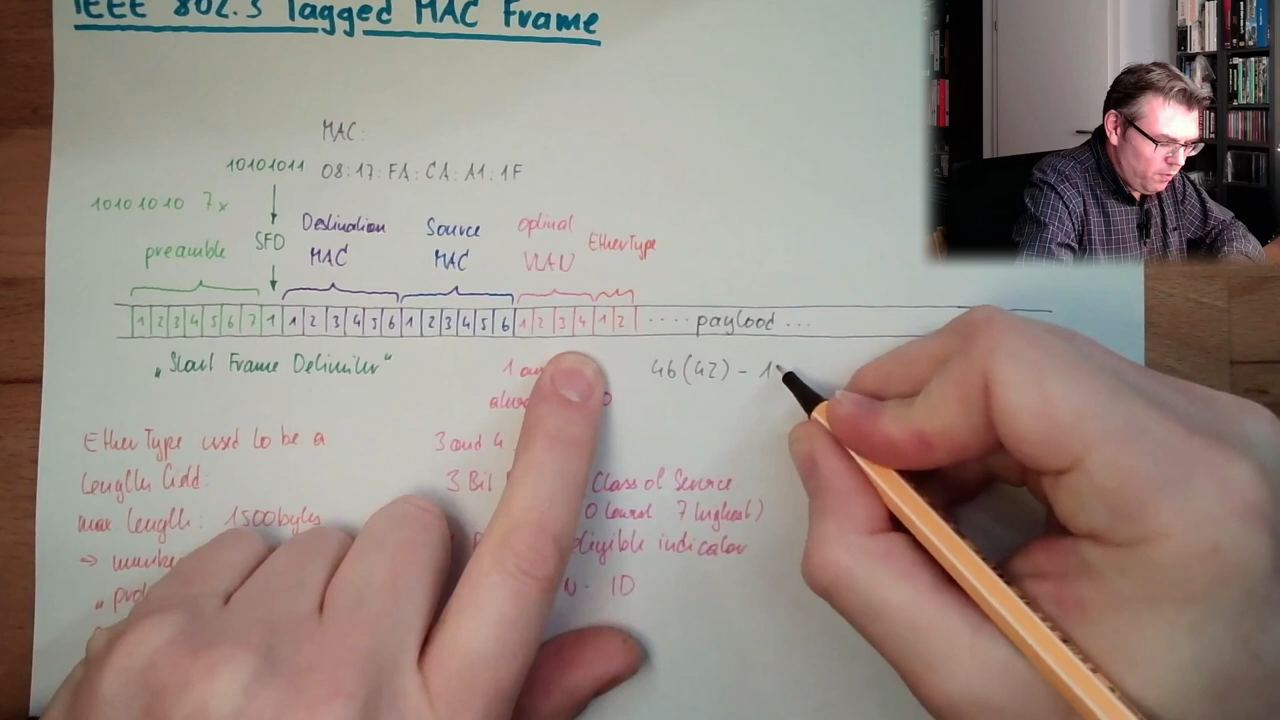 IEEE 802.3 Tagged MAC Frame
MAC:
10101011 08:17:FA:CA:A1:1F
10101010 7x
preamble SFD Destination MAC Source MAC optional VLAN EtherType
1 2 3 4 5 6 7 1 1 2 3 4 5 6 1 2 3 4 5 6 1 2 3 4 1 2 .... payload ...
"Start Frame Delimiter"
46(42) - 1
EtherType used to be a
Length field:
max length: 1500bytes
3 and 4
3 Bit Class of Service
0 lowest 7 highest)
eligible indicator
ID